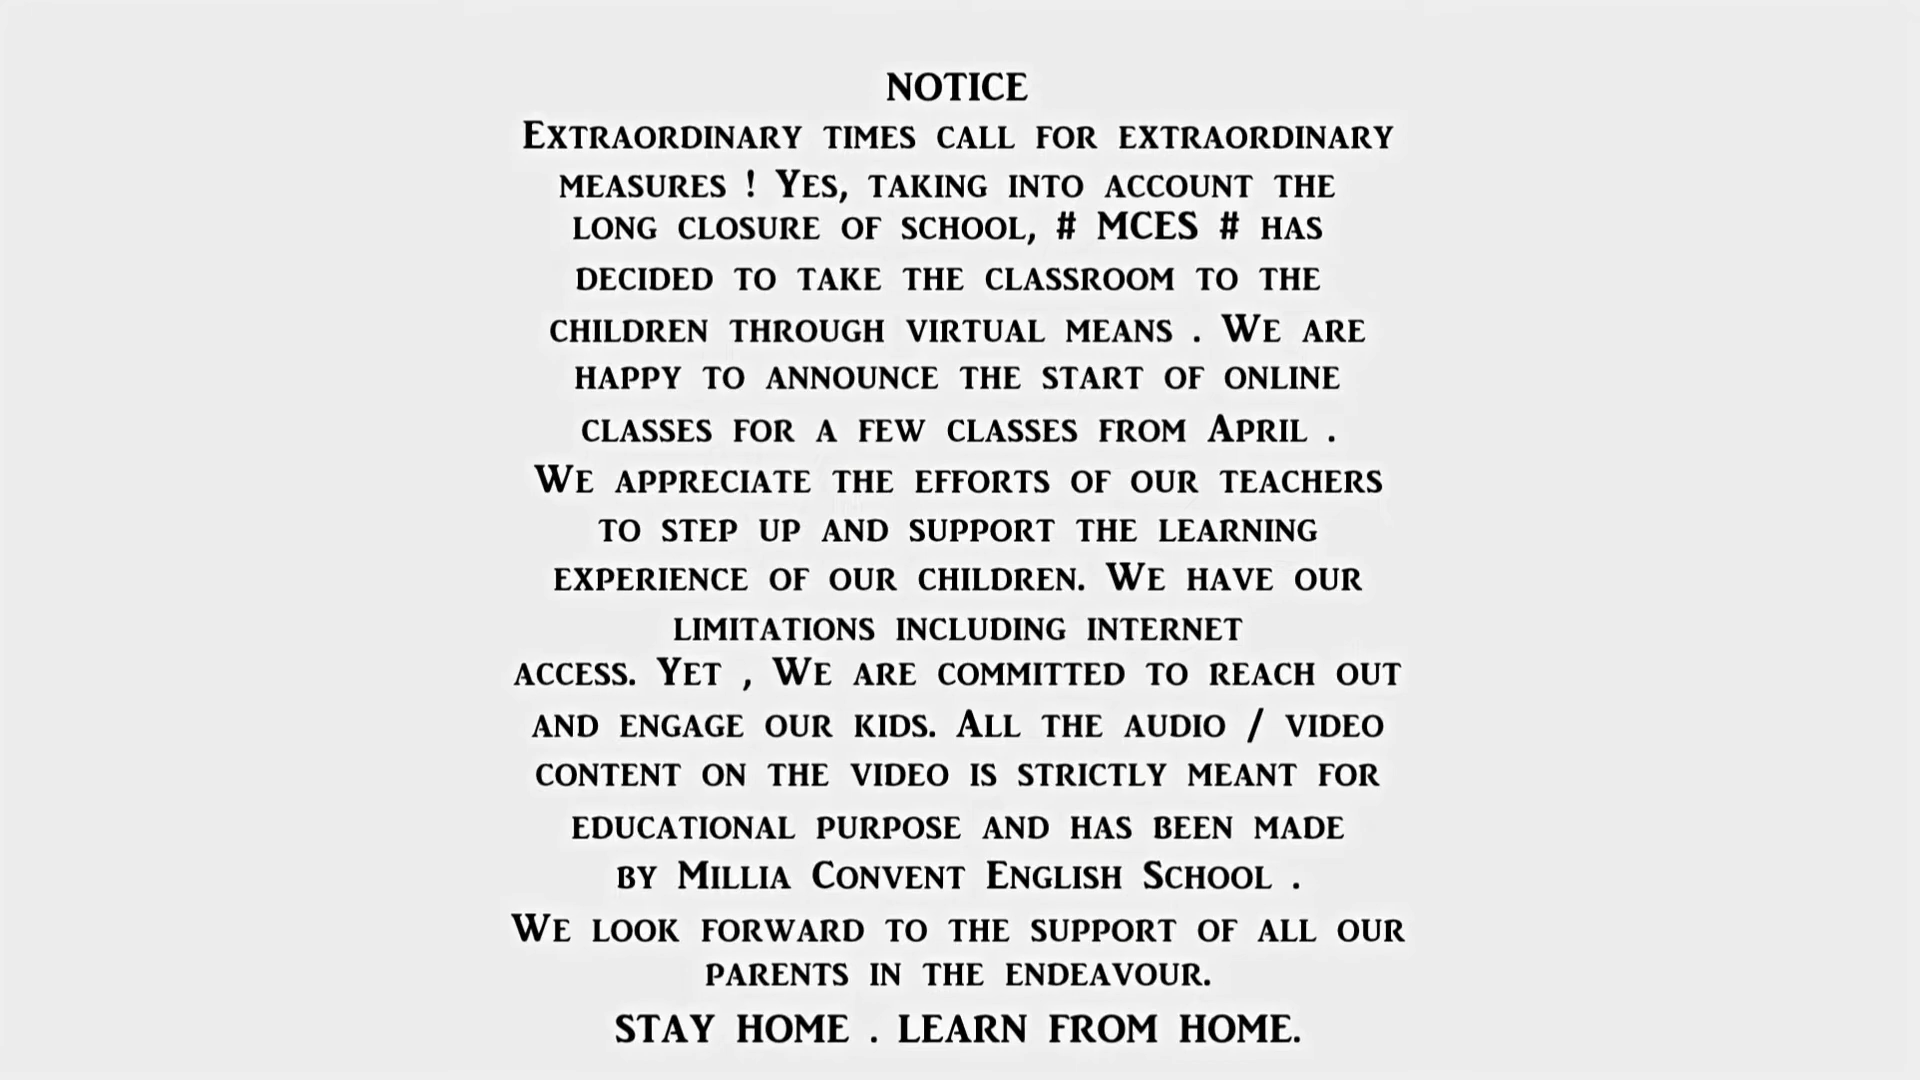 NOTICE
Extraordinary times call for extraordinary
measures ! Yes, taking into account the
long closure of school, # MCES # has
decided to take the classroom to the
children through virtual means . We are
happy to announce the start of online
classes for a few classes from April .
We appreciate the efforts of our teachers
to step up and support the learning
experience of our children. We have our
limitations including internet
access. Yet , We are committed to reach out
and engage our kids. All the audio / video
content on the video is strictly meant for
educational purpose and has been made
by Millia Convent English School .
We look forward to the support of all our
parents in the endeavour.
STAY HOME . LEARN FROM HOME.